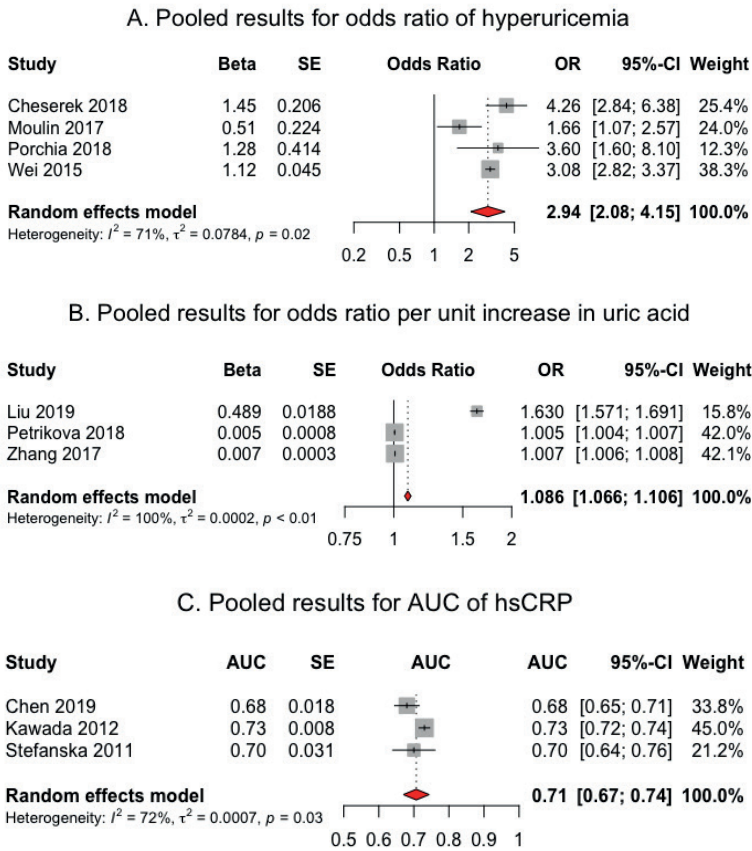 A. Pooled results for odds ratio of hyperuricemia
Study Beta SE Odds Ratio OR 95%-CI Weight
Cheserek 2018 1.45 0.206 4.26 [2.84; 6.38] 25.4%
Moulin 2017 0.51 0.224 1.66 [1.07; 2.57] 24.0%
Porchia 2018 1.28 0.414 3.60 [1.60; 8.10] 12.3%
Wei 2015 1.12 0.045 3.08 [2.82; 3.37] 38.3%
Random effects model 2.94 [2.08; 4.15] 100.0%
Heterogeneity: I² = 71%, τ² = 0.0784, p = 0.02
0.2 0.5 1 2 5
B. Pooled results for odds ratio per unit increase in uric acid
Study Beta SE Odds Ratio OR 95%-CI Weight
Liu 2019 0.489 0.0188 1.630 [1.571; 1.691] 15.8%
Petrikova 2018 0.005 0.0008 1.005 [1.004; 1.007] 42.0%
Zhang 2017 0.007 0.0003 1.007 [1.006; 1.008] 42.1%
Random effects model 1.086 [1.066; 1.106] 100.0%
Heterogeneity: I² = 100%, τ² = 0.0002, p < 0.01
0.75 1 1.5 2
C. Pooled results for AUC of hsCRP
Study AUC SE AUC AUC 95%-CI Weight
Chen 2019 0.68 0.018 0.68 [0.65; 0.71] 33.8%
Kawada 2012 0.73 0.008 0.73 [0.72; 0.74] 45.0%
Stefanska 2011 0.70 0.031 0.70 [0.64; 0.76] 21.2%
Random effects model 0.71 [0.67; 0.74] 100.0%
Heterogeneity: I² = 72%, τ² = 0.0007, p = 0.03
0.5 0.6 0.7 0.8 0.9 1